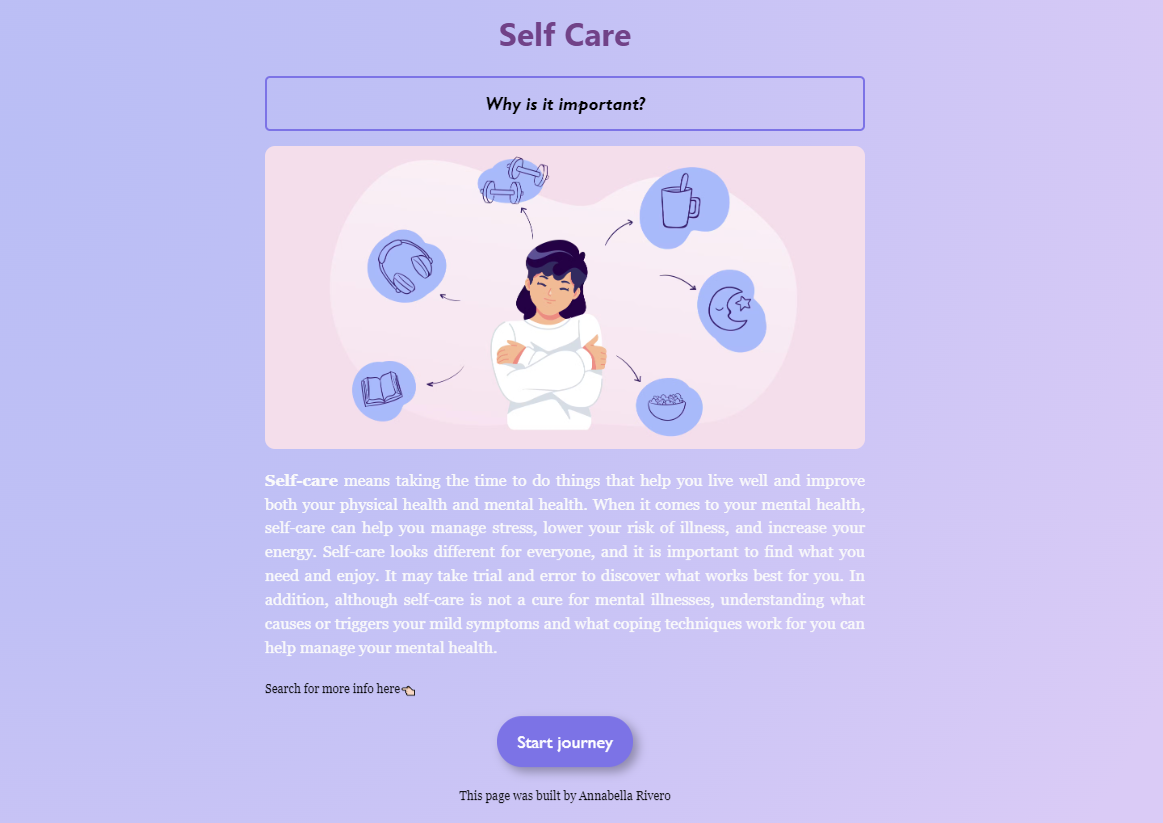 Self Care
Why is it important?
Self-care means taking the time to do things that help you live well and improve
both your physical health and mental health. When it comes to your mental health,
self-care can help you manage stress, lower your risk of illness, and increase your
energy. Self-care looks different for everyone, and it is important to find what you
need and enjoy. It may take trial and error to discover what works best for you. In
addition, although self-care is not a cure for mental illnesses, understanding what
causes or triggers your mild symptoms and what coping techniques work for you can
help manage your mental health.
Search for more info here👈🏻
Start journey
This page was built by Annabella Rivero